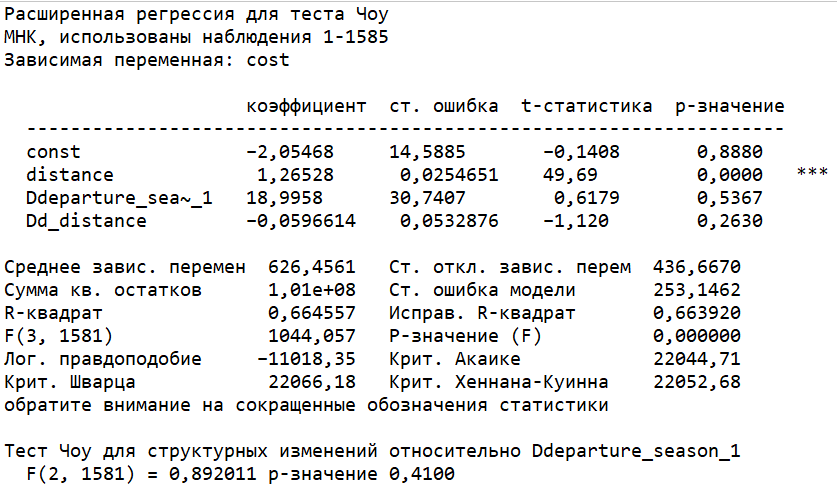 Расширенная регрессия для теста Чоу
МНК, использованы наблюдения 1-1585
Зависимая переменная: cost
коэффициент ст. ошибка t-статистика p-значение
---------------------------------------------------------------------------
const −2,05468 14,5885 −0,1408 0,8880
distance 1,26528 0,0254651 49,69 0,0000 ***
Ddeparture_sea~_1 18,9958 30,7407 0,6179 0,5367
Dd_distance −0,0596614 0,0532876 −1,120 0,2630
Среднее завис. перемен 626,4561 Ст. откл. завис. перем 436,6670
Сумма кв. остатков 1,01e+08 Ст. ошибка модели 253,1462
R-квадрат 0,664557 Исправ. R-квадрат 0,663920
F(3, 1581) 1044,057 P-значение (F) 0,000000
Лог. правдоподобие −11018,35 Крит. Акаике 22044,71
Крит. Шварца 22066,18 Крит. Хеннана-Куинна 22052,68
обратите внимание на сокращенные обозначения статистики
Тест Чоу для структурных изменений относительно Ddeparture_season_1
F(2, 1581) = 0,892011 p-значение 0,4100